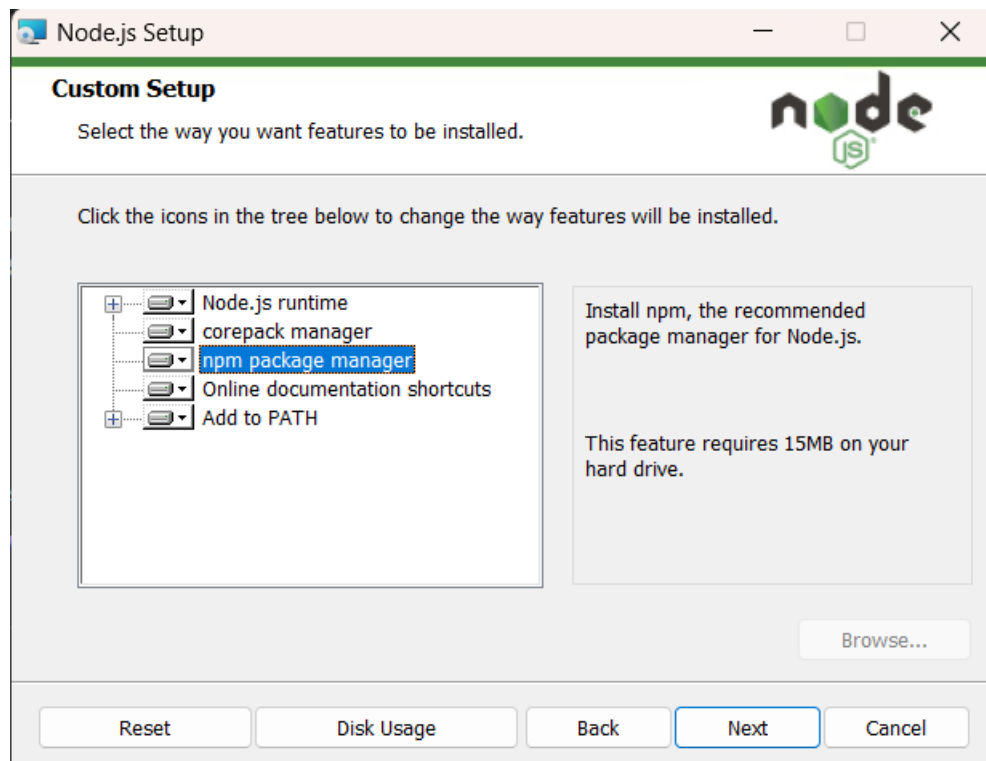 Node.js Setup
Custom Setup
Select the way you want features to be installed.
node
JS
Click the icons in the tree below to change the way features will be installed.
Node.js runtime
corepack manager
npm package manager
Online documentation shortcuts
Add to PATH
Install npm, the recommended
package manager for Node.js.
This feature requires 15MB on your
hard drive.
Browse...
Reset
Disk Usage
Back
Next
Cancel